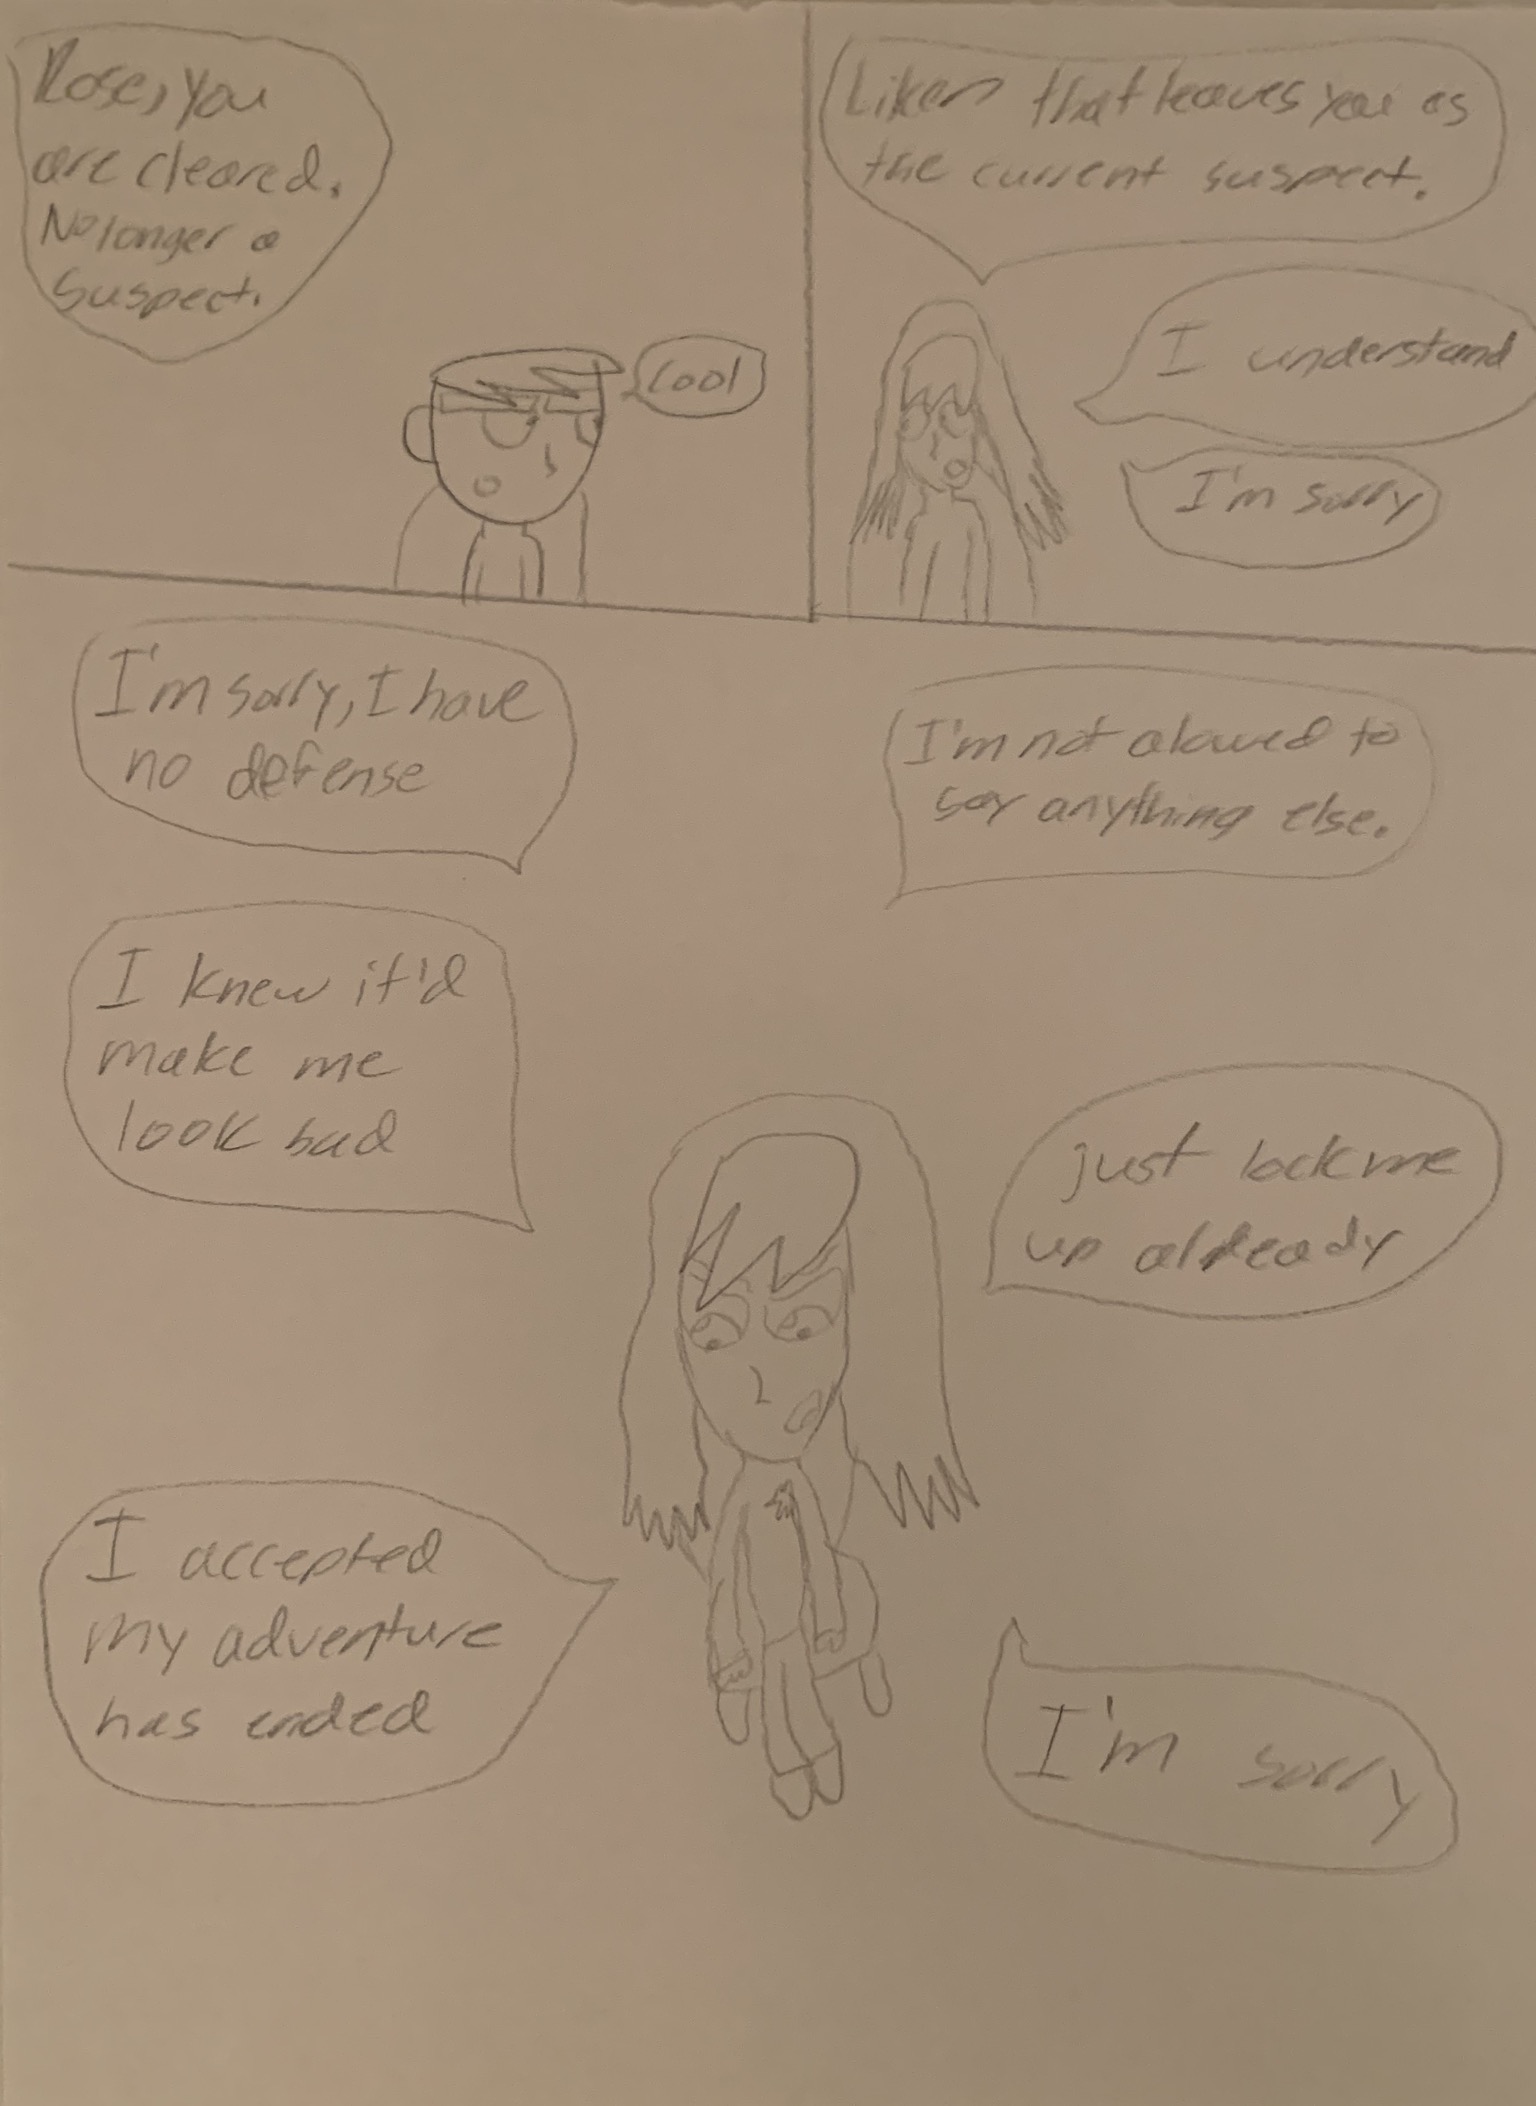 Rose, you
are cleared.
No longer a
suspect.
Cool
Liken that leaves you as
the current suspect.
I understand
I'm sorry
I'm sorry, I have
no defense
I'm not alowed to
say anything else.
I knew it'd
make me
look bad
just lock me
up already
I accepted
my adventure
has ended
I'm sorry